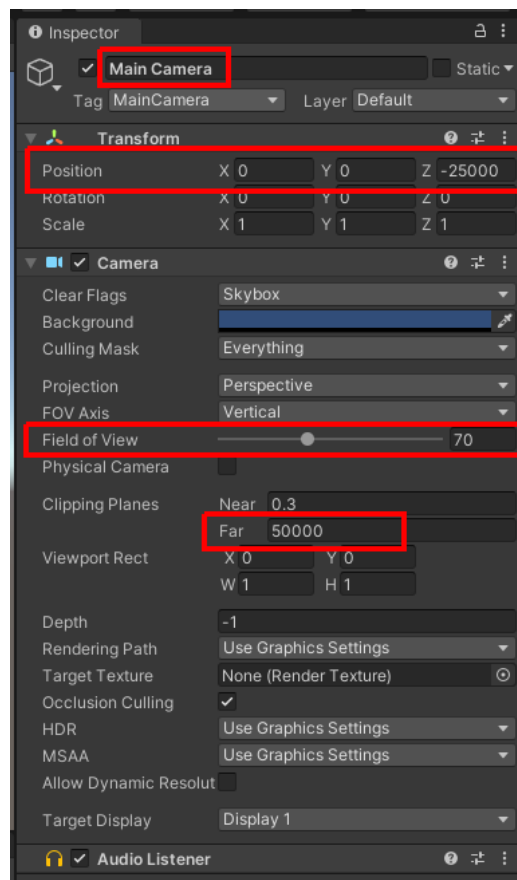 Inspector
Main Camera Static
Tag MainCamera Layer Default
Transform
Position X 0 Y 0 Z -25000
Rotation X 0 Y 0 Z 0
Scale X 1 Y 1 Z 1
Camera
Clear Flags Skybox
Background
Culling Mask Everything
Projection Perspective
FOV Axis Vertical
Field of View 70
Physical Camera
Clipping Planes Near 0.3
Far 50000
Viewport Rect X 0 Y 0
W 1 H 1
Depth -1
Rendering Path Use Graphics Settings
Target Texture None (Render Texture)
Occlusion Culling
HDR Use Graphics Settings
MSAA Use Graphics Settings
Allow Dynamic Resolut
Target Display Display 1
Audio Listener